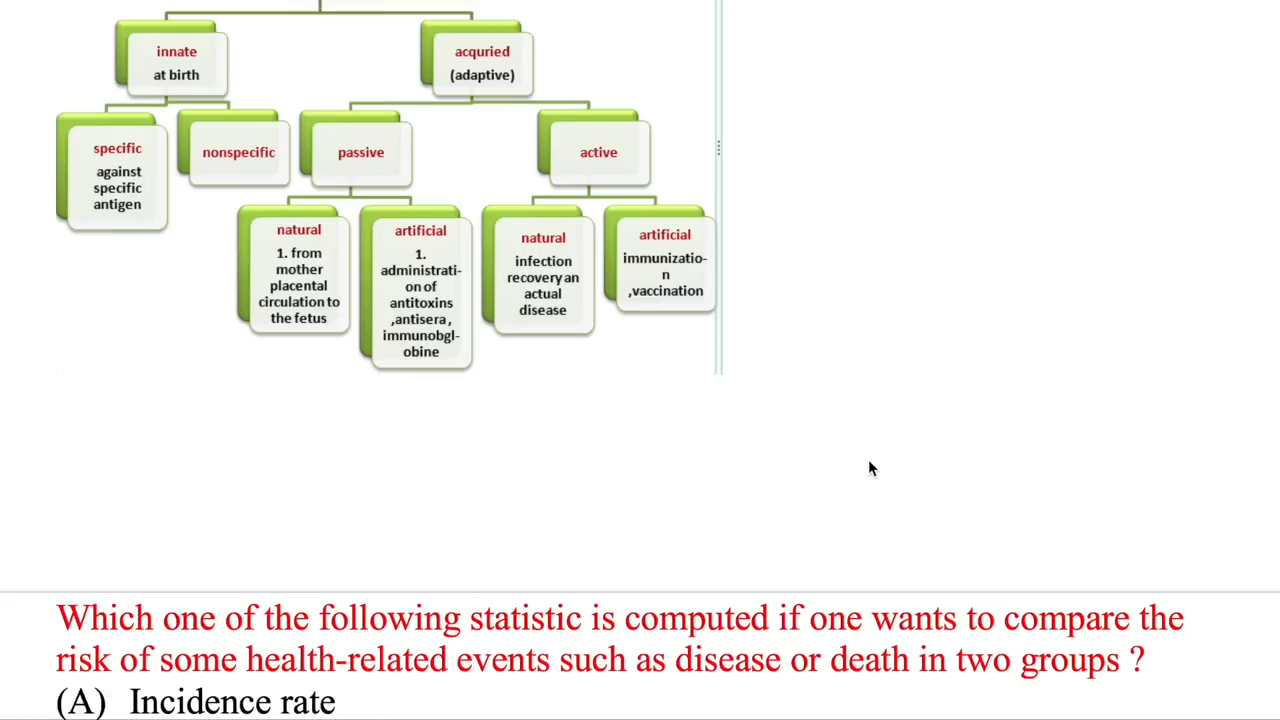 innate
at birth
acquried
(adaptive)
specific
against
specific
antigen
nonspecific
passive
active
natural
1. from
mother
placental
circulation to
the fetus
artificial
1.
administrati-
on of
antitoxins
,antisera ,
immunobgl-
obine
natural
infection
recovery an
actual
disease
artificial
immunizatio-
n
,vaccination
Which one of the following statistic is computed if one wants to compare the
risk of some health-related events such as disease or death in two groups ?
(A) Incidence rate